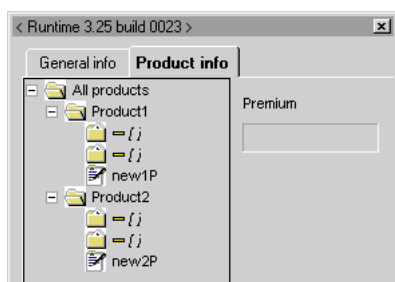 < Runtime 3.25 build 0023 >
General info Product info
All products
Premium
Product1
{}
{}
new1P
Product2
{}
{}
new2P